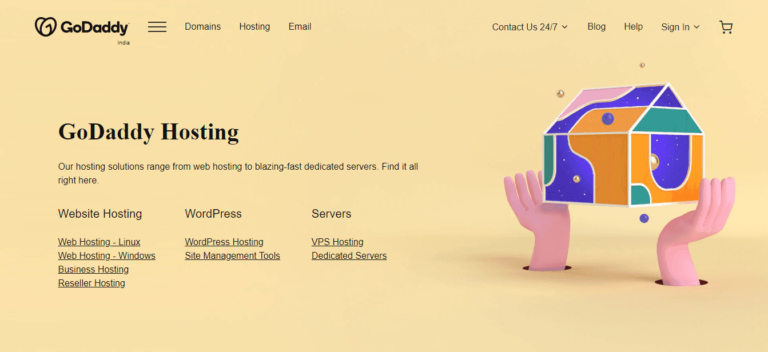 GoDaddy
India
Domains
Hosting
Email
Contact Us 24/7
Blog
Help
Sign In
GoDaddy Hosting
Our hosting solutions range from web hosting to blazing-fast dedicated servers. Find it all
right here.
Website Hosting
Web Hosting - Linux
Web Hosting - Windows
Business Hosting
Reseller Hosting
WordPress
WordPress Hosting
Site Management Tools
Servers
VPS Hosting
Dedicated Servers